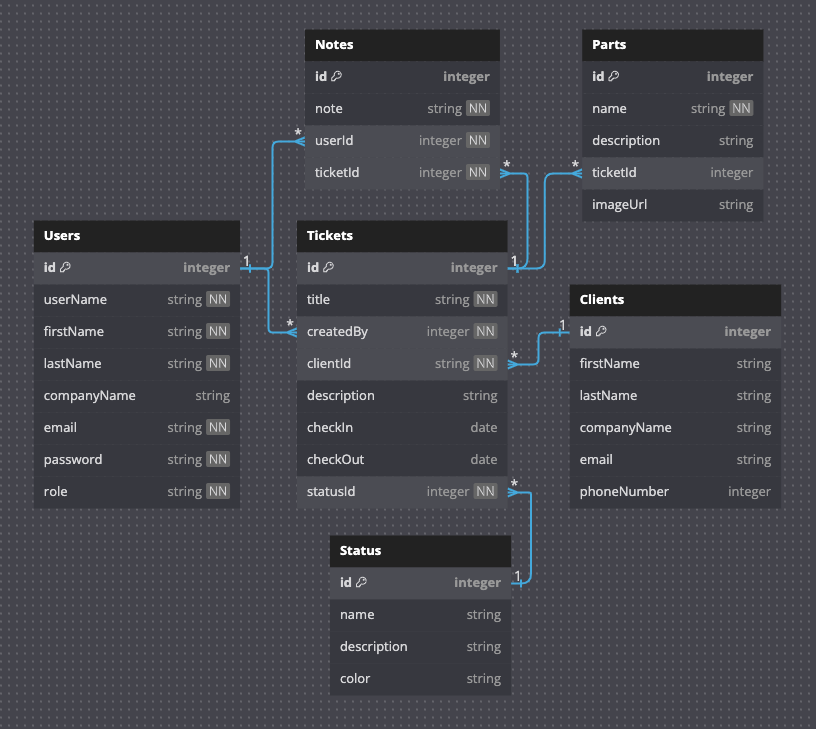 Notes
id integer
note string NN
userId integer NN
ticketId integer NN
Parts
id integer
name string NN
description string
ticketId integer
imageUrl string
Users
id integer
userName string NN
firstName string NN
lastName string NN
companyName string
email string NN
password string NN
role string NN
Tickets
id integer
title string NN
createdBy integer NN
clientId string NN
description string
checkIn date
checkOut date
statusId integer NN
Clients
id integer
firstName string
lastName string
companyName string
email string
phoneNumber integer
Status
id integer
name string
description string
color string
*
*
*
1
1
*
1
*
*
1